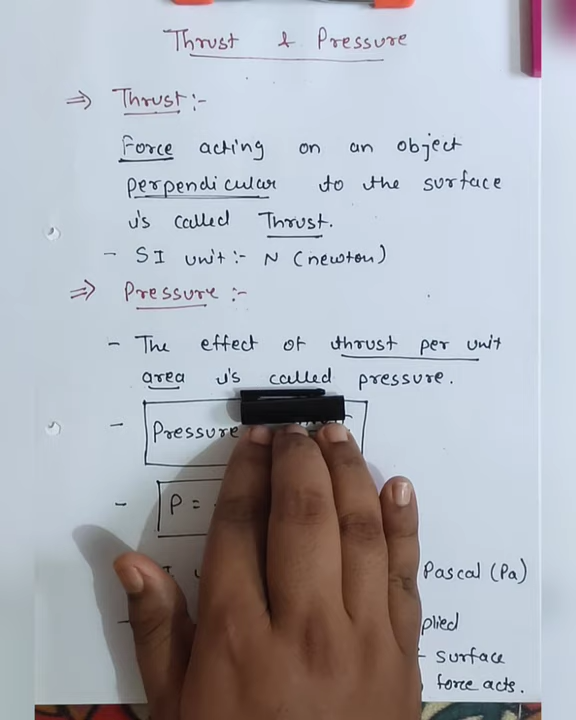 Thrust & Pressure
⇒ Thrust :-
Force acting on an object
perpendicular to the surface
is called Thrust.
- SI unit :- N (newton)
⇒ Pressure :-
- The effect of thrust per unit
area is called pressure.
- Pressure
- P =
Pascal (Pa)
plied
surface
force acts.